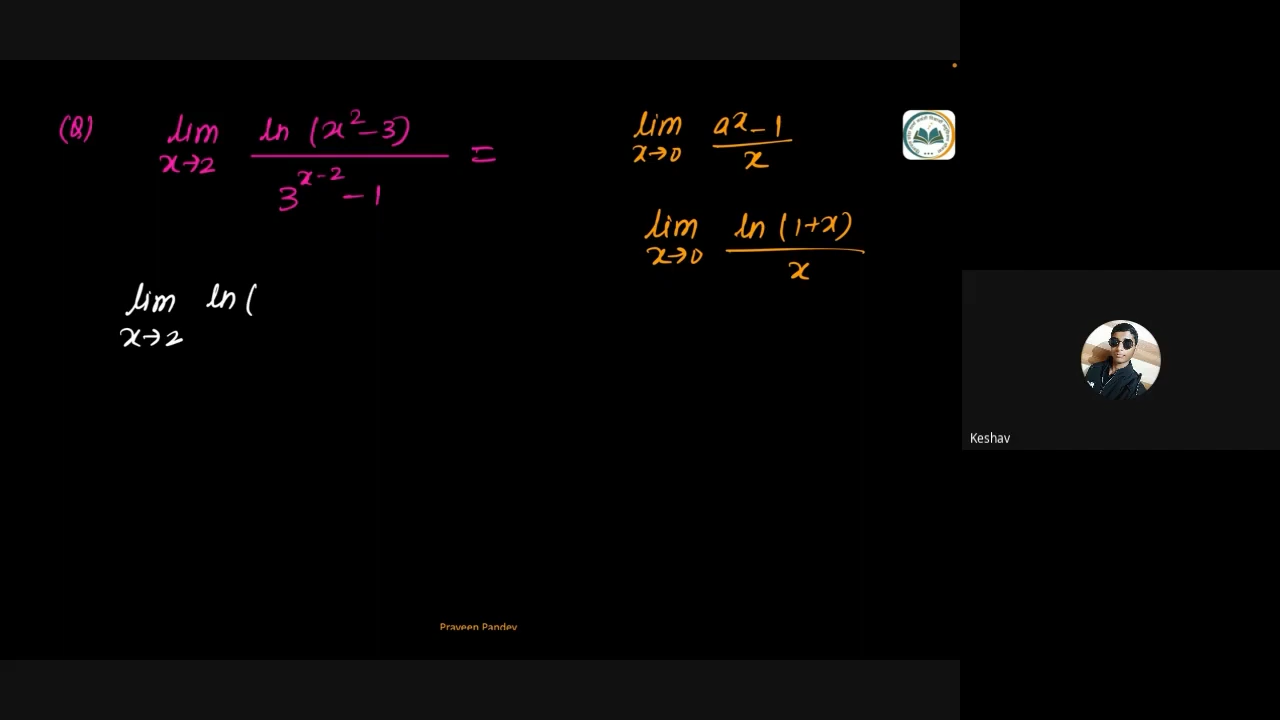 (Q) lim x→2 ln (x²-3) / 3^(x-2) - 1 =
lim x→0 a^x - 1 / x
lim x→0 ln (1+x) / x
lim x→2 ln (
Keshav
Praveen Pandey